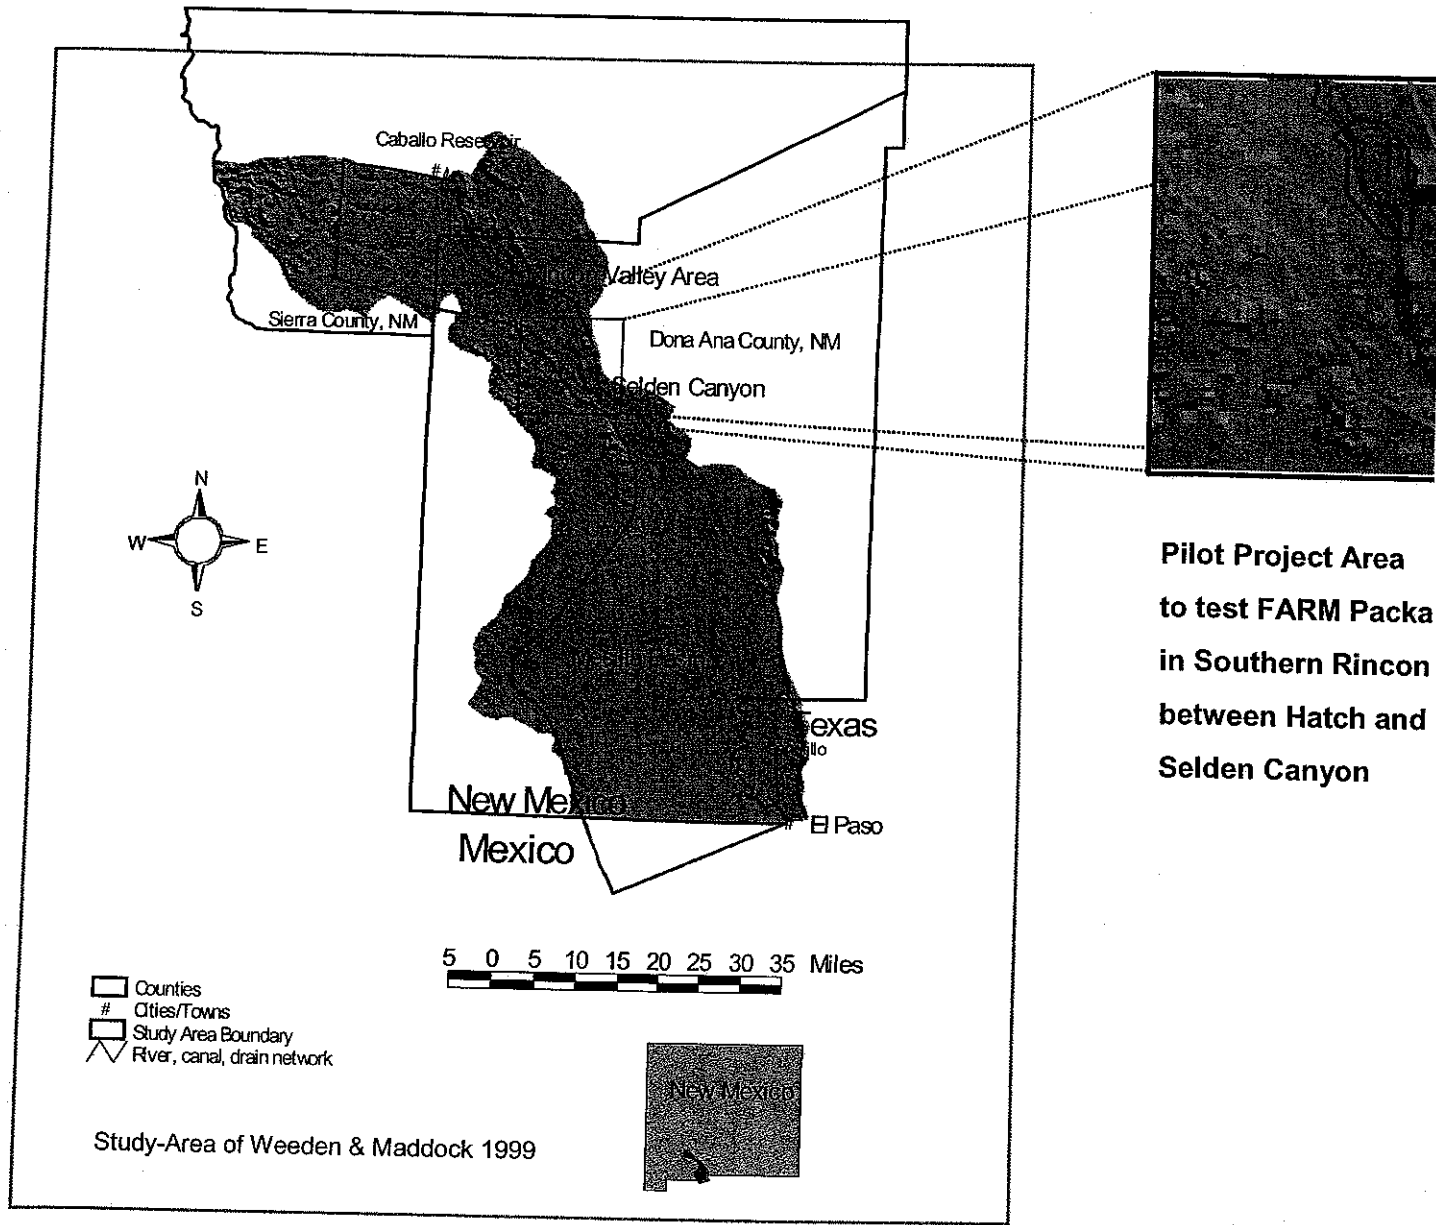 Caballo Reservoir
#
Valley Area
Sierra County, NM
Dona Ana County, NM
Selden Canyon
N
W
E
S
Texas
New Mexico
Mexico
# El Paso
Pilot Project Area
to test FARM Packa
in Southern Rincon
between Hatch and
Selden Canyon
5 0 5 10 15 20 25 30 35 Miles
Counties
# Cities/Towns
Study Area Boundary
River, canal, drain network
New Mexico
Study-Area of Weeden & Maddock 1999